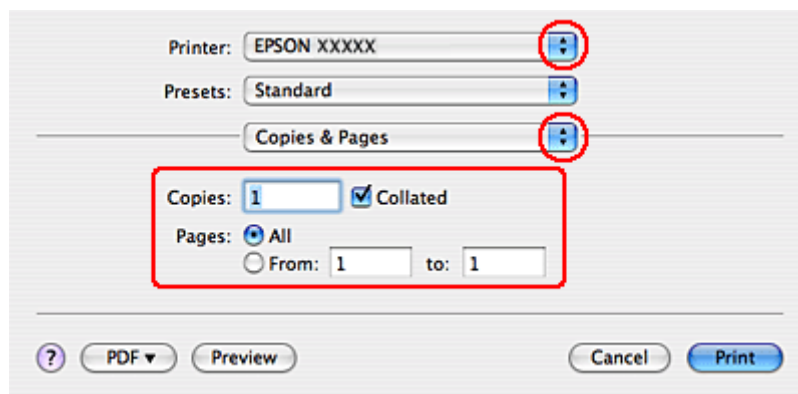 Printer: EPSON XXXXX
Presets: Standard
Copies & Pages
Copies: 1 Collated
Pages: All
From: 1 to: 1
? PDF ▼ Preview Cancel Print